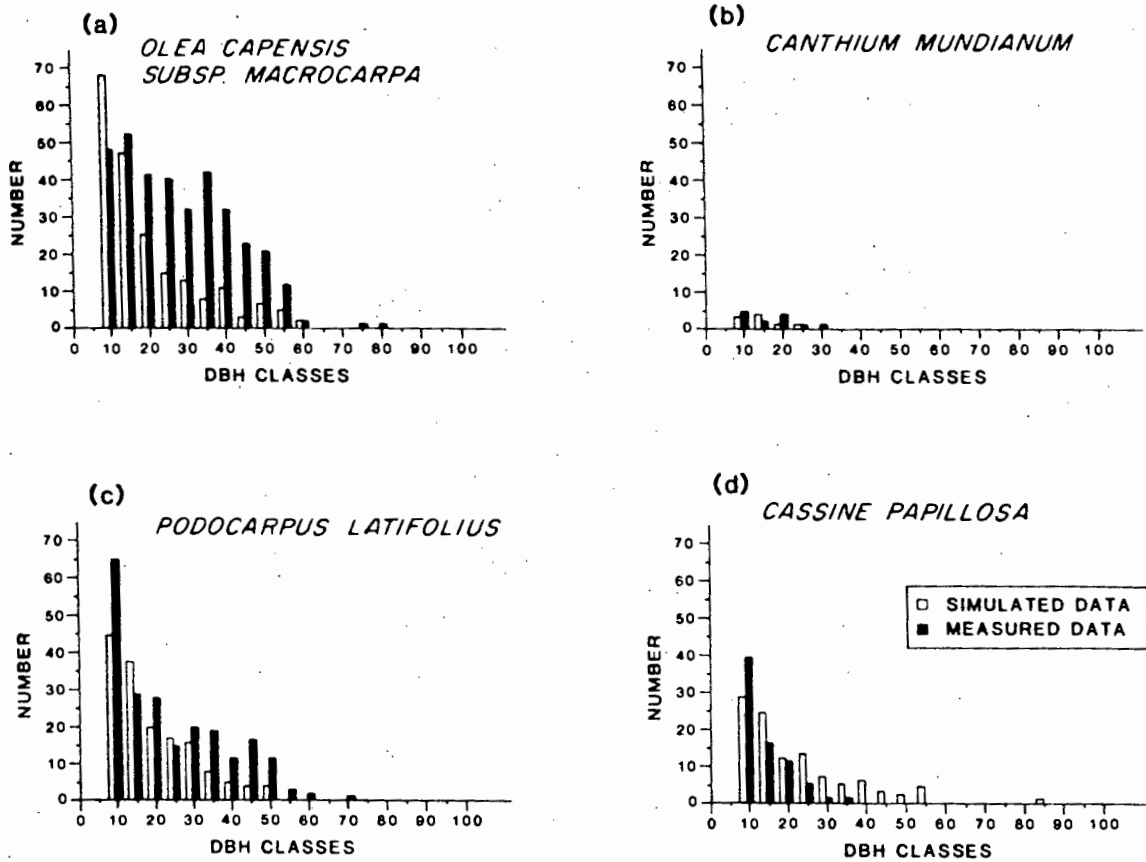 (a)
OLEA CAPENSIS
SUBSP. MACROCARPA
70
60
50
40
30
20
10
0
NUMBER
0 10 20 30 40 50 60 70 80 90 100
DBH CLASSES
(b)
CANTHIUM MUNDIANUM
70
60
50
40
30
20
10
0
NUMBER
0 10 20 30 40 50 60 70 80 90 100
DBH CLASSES
(c)
PODOCARPUS LATIFOLIUS
70
60
50
40
30
20
10
0
NUMBER
0 10 20 30 40 50 60 70 80 90 100
DBH CLASSES
(d)
CASSINE PAPILLOSA
70
60
50
40
30
20
10
0
NUMBER
SIMULATED DATA
MEASURED DATA
0 10 20 30 40 50 60 70 80 90 100
DBH CLASSES